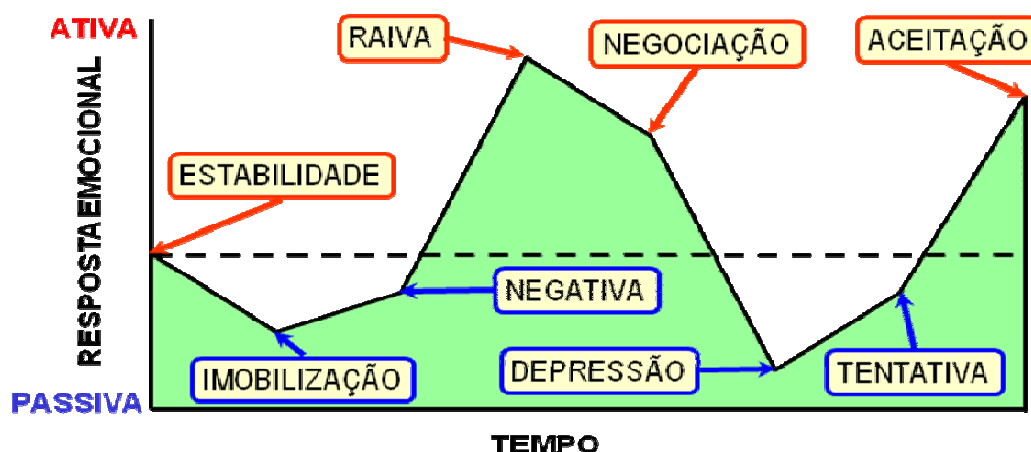 ATIVA
RAIVA
NEGOCIAÇÃO
ACEITAÇÃO
RESPOSTA EMOCIONAL
ESTABILIDADE
NEGATIVA
IMOBILIZAÇÃO
DEPRESSÃO
TENTATIVA
PASSIVA
TEMPO